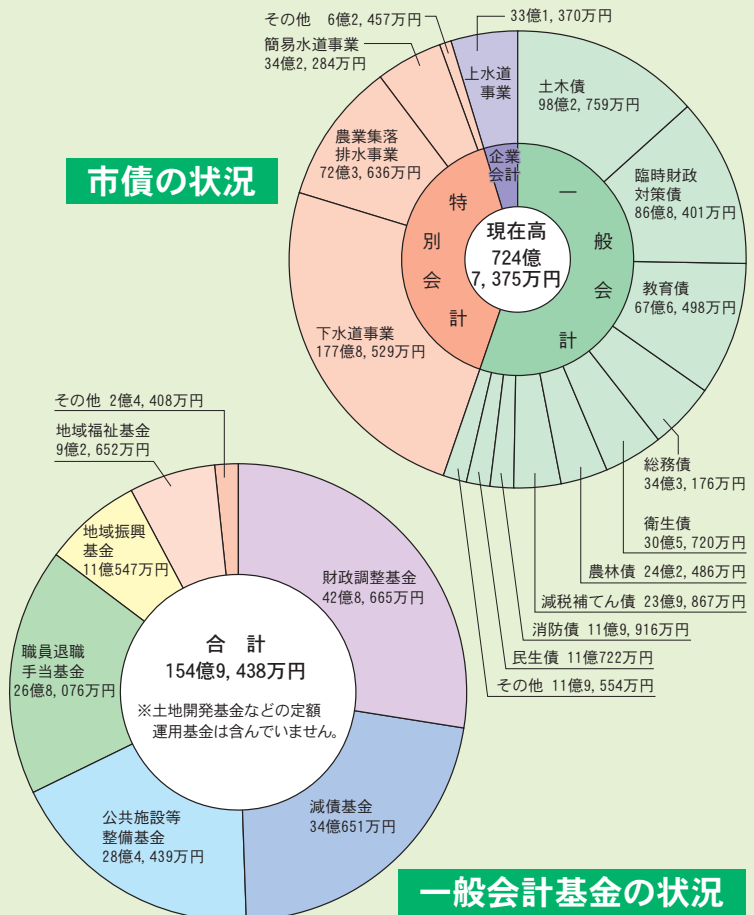 市債の状況
その他 6億2,457万円
簡易水道事業
34億2,284万円
農業集落
排水事業
72億3,636万円
下水道事業
177億8,529万円
33億1,370万円
上水道
事業
土木債
98億2,759万円
臨時財政
対策債
86億8,401万円
教育債
67億6,498万円
総務債
34億3,176万円
衛生債
30億5,720万円
農林債 24億2,486万円
減税補てん債 23億9,867万円
消防債 11億9,916万円
民生債 11億722万円
その他 11億9,554万円
企業
会計
特別会計
一般会計
現在高
724億
7,375万円
その他 2億4,408万円
地域福祉基金
9億2,652万円
地域振興
基金
11億547万円
職員退職
手当基金
26億8,076万円
公共施設等
整備基金
28億4,439万円
減債基金
34億651万円
財政調整基金
42億8,665万円
合 計
154億9,438万円
※土地開発基金などの定額
運用基金は含んでいません。
一般会計基金の状況